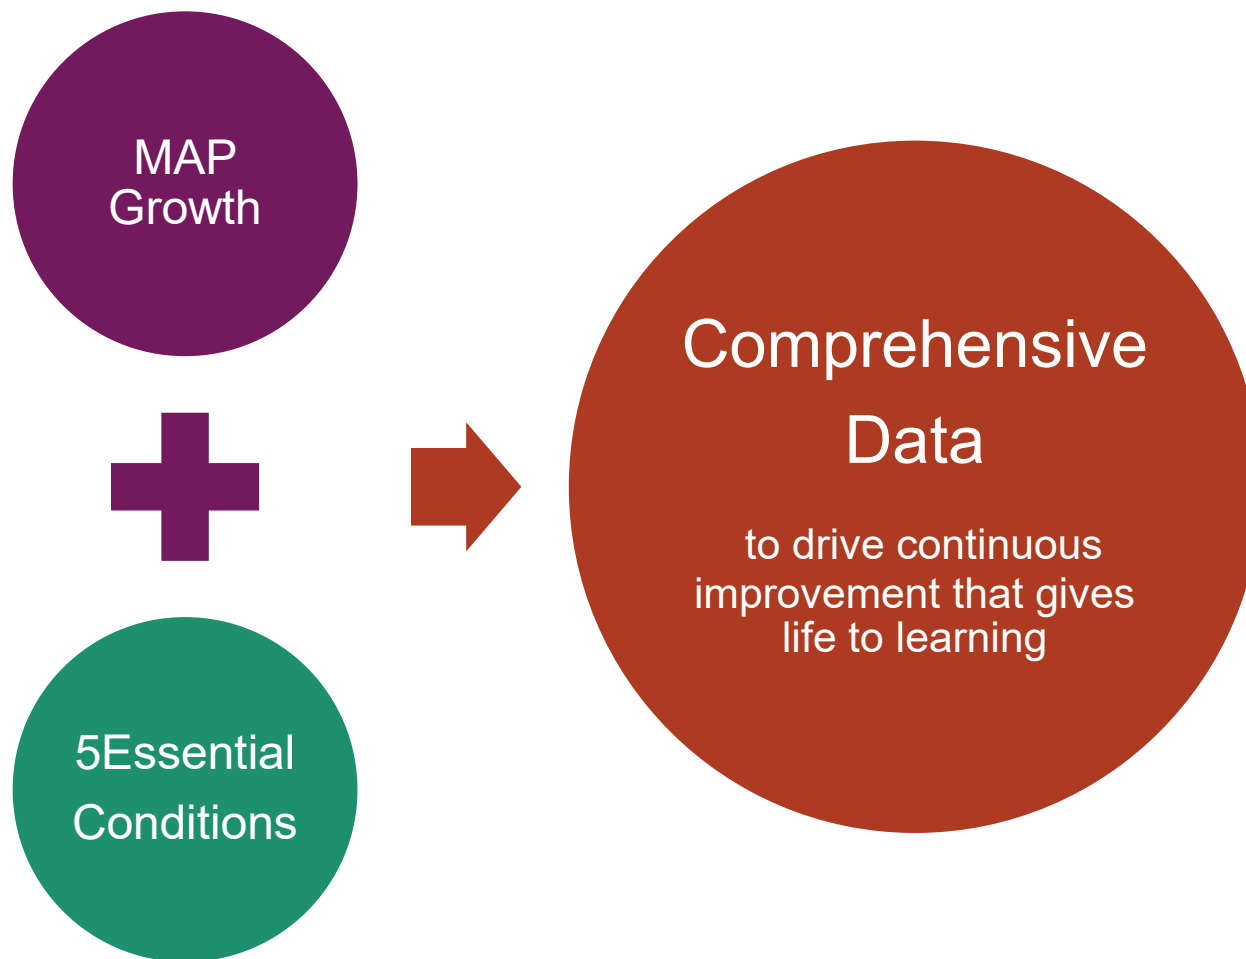 MAP
Growth
5Essential
Conditions
Comprehensive
Data
to drive continuous
improvement that gives
life to learning